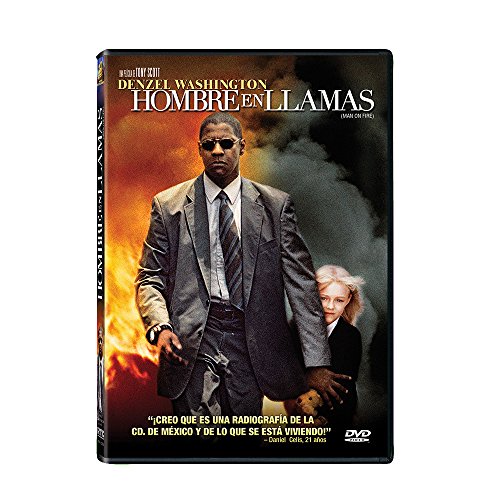 UNA PELÍCULA DE TONY SCOTT
DENZEL WASHINGTON
HOMBRE EN LLAMAS
(MAN ON FIRE)
"¡CREO QUE ES UNA RADIOGRAFÍA DE LA
CD. DE MÉXICO Y DE LO QUE SE ESTÁ VIVIENDO!"
– Daniel Celis, 21 años
DVD
VIDEO
HOMBRE EN LLAMAS